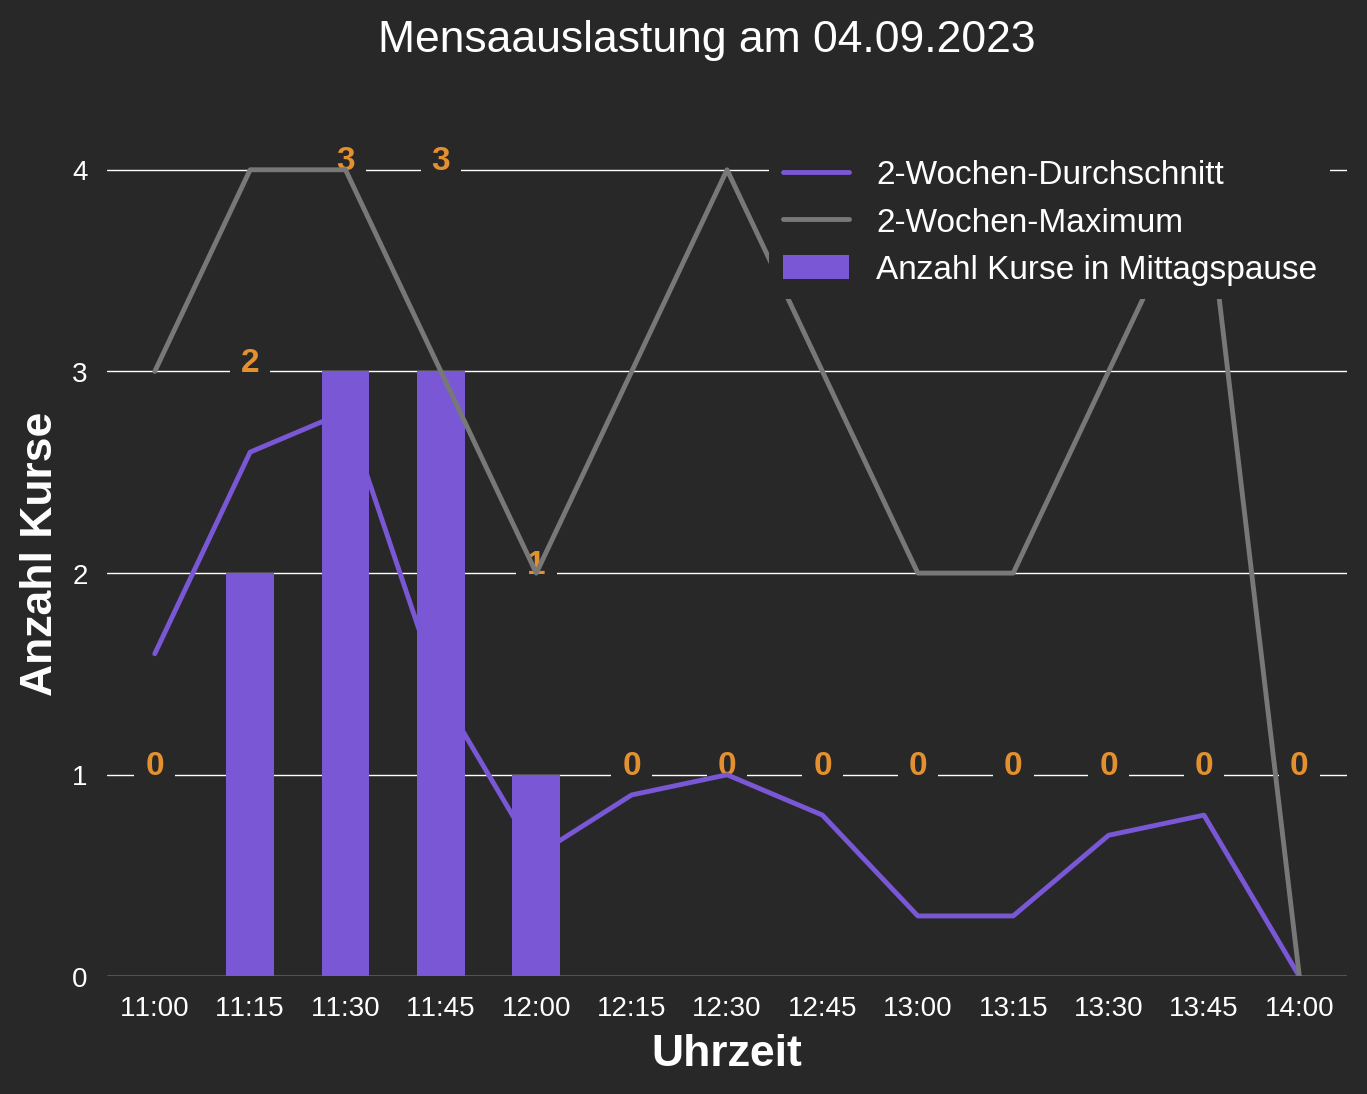 Mensaauslastung am 04.09.2023
2-Wochen-Durchschnitt
2-Wochen-Maximum
Anzahl Kurse in Mittagspause
Anzahl Kurse
4
3
2
1
0
0
2
3
3
1
0
0
0
0
0
0
0
0
11:00 11:15 11:30 11:45 12:00 12:15 12:30 12:45 13:00 13:15 13:30 13:45 14:00
Uhrzeit